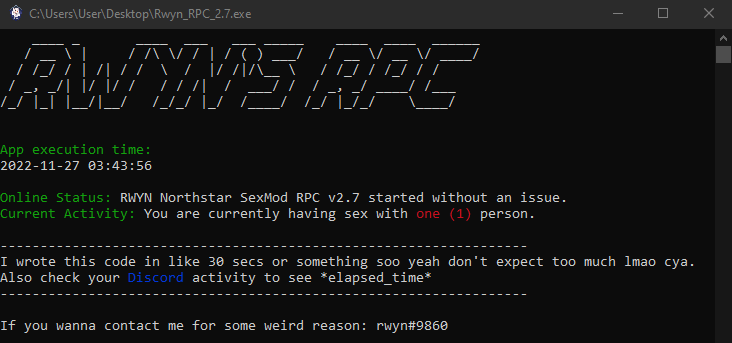 C:\Users\User\Desktop\Rwyn_RPC_2.7.exe
RWYN'S RPC
App execution time:
2022-11-27 03:43:56
Online Status: RWYN Northstar SexMod RPC v2.7 started without an issue.
Current Activity: You are currently having sex with one (1) person.
------------------------------------------------------------------
I wrote this code in like 30 secs or something soo yeah don't expect too much lmao cya.
Also check your Discord activity to see *elapsed_time*
------------------------------------------------------------------
If you wanna contact me for some weird reason: rwyn#9860